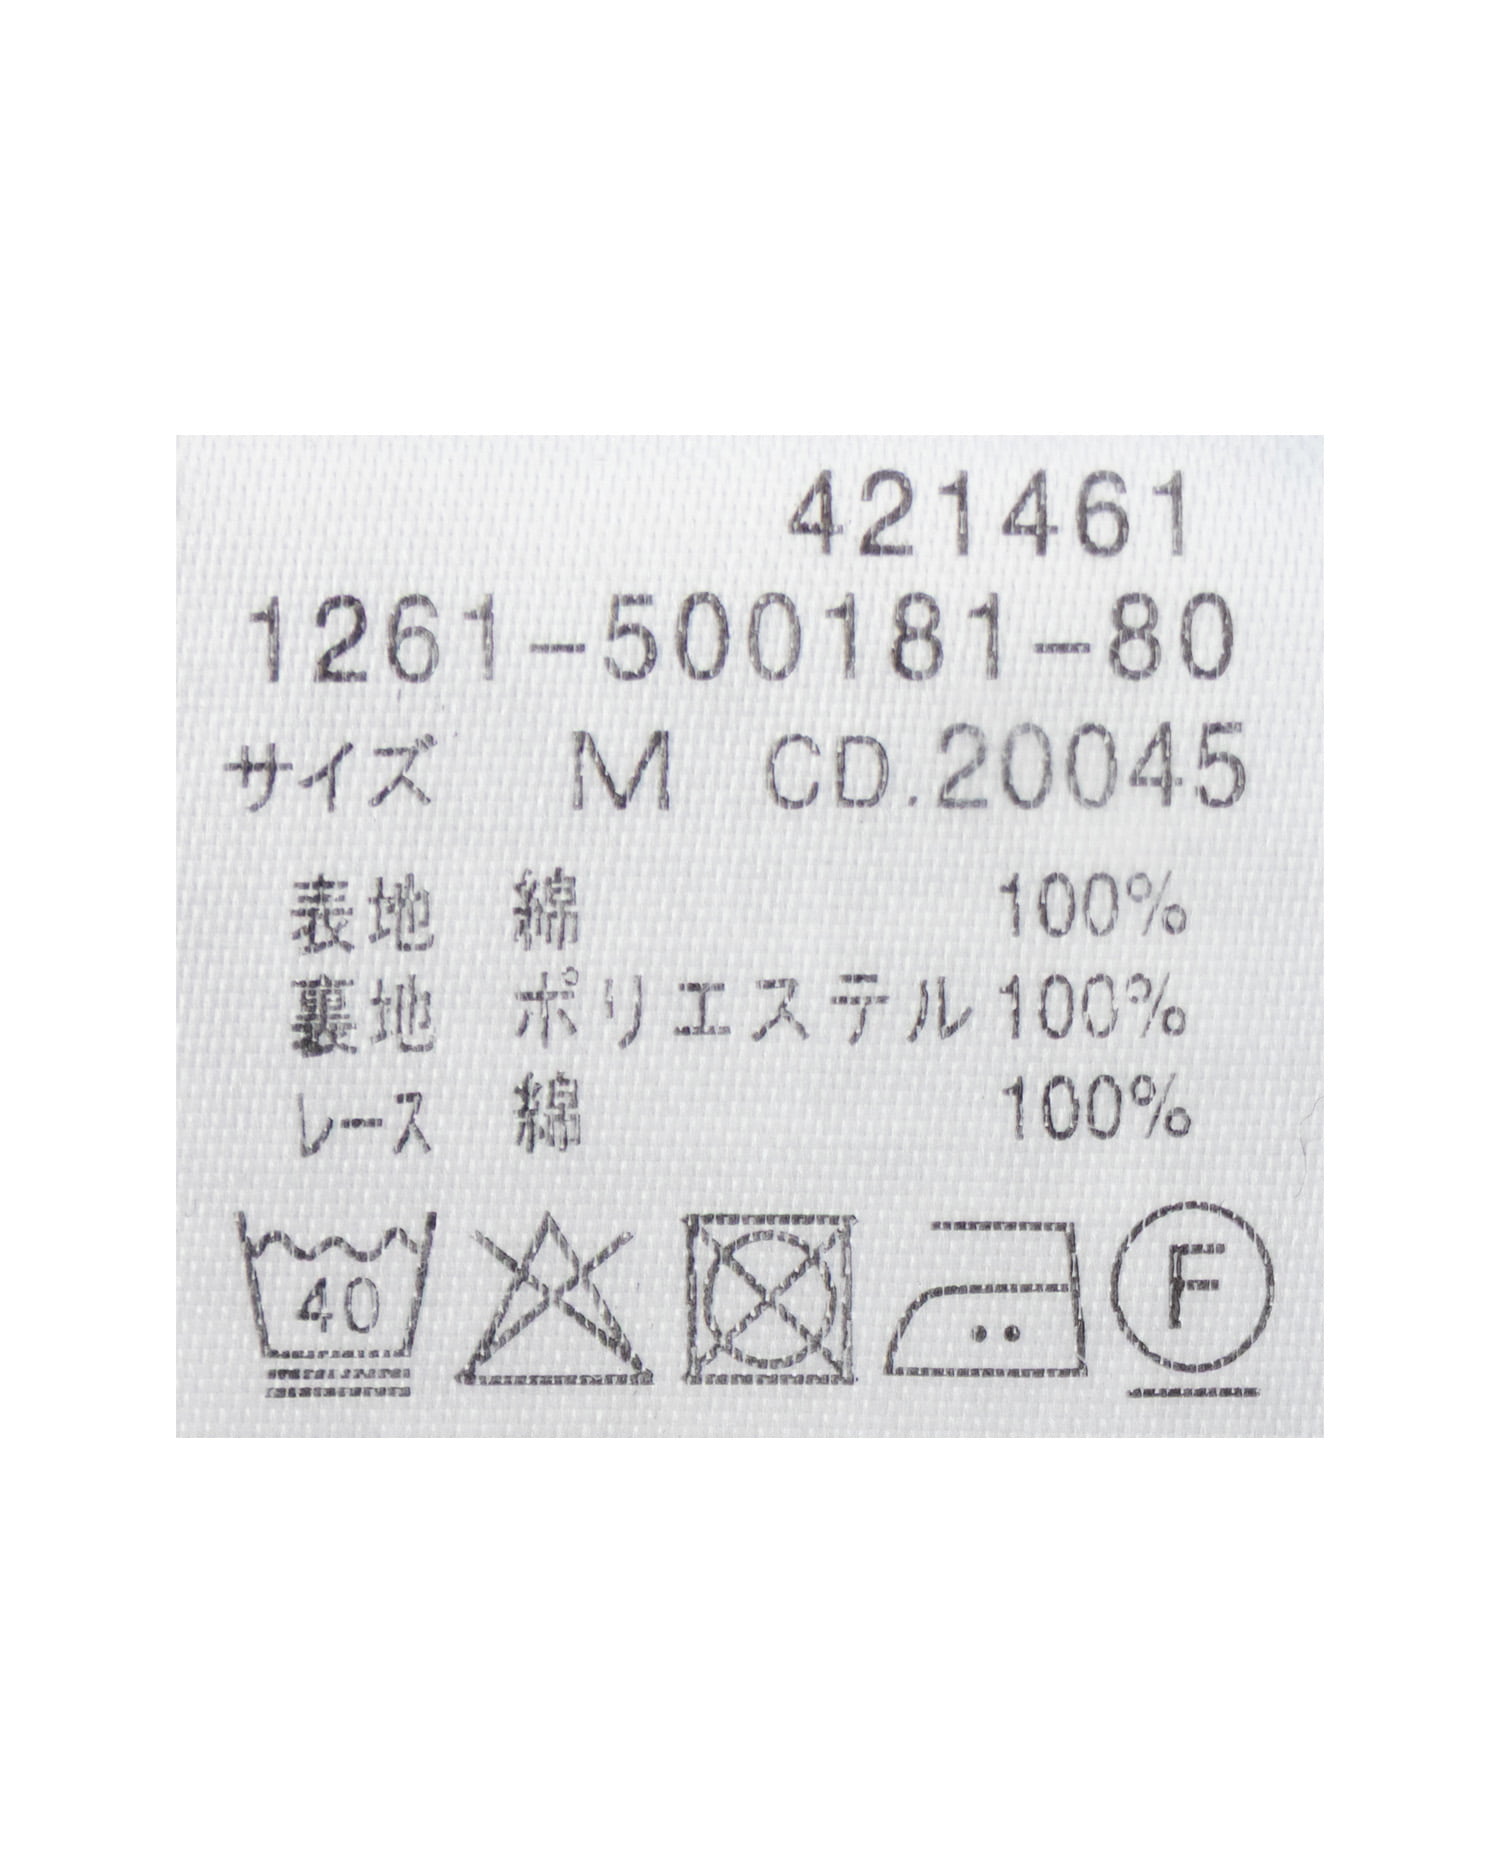 421461
1261-500181-80
サイズ M CD.20045
表地 綿 100%
裏地 ポリエステル 100%
レース 綿 100%
40 F